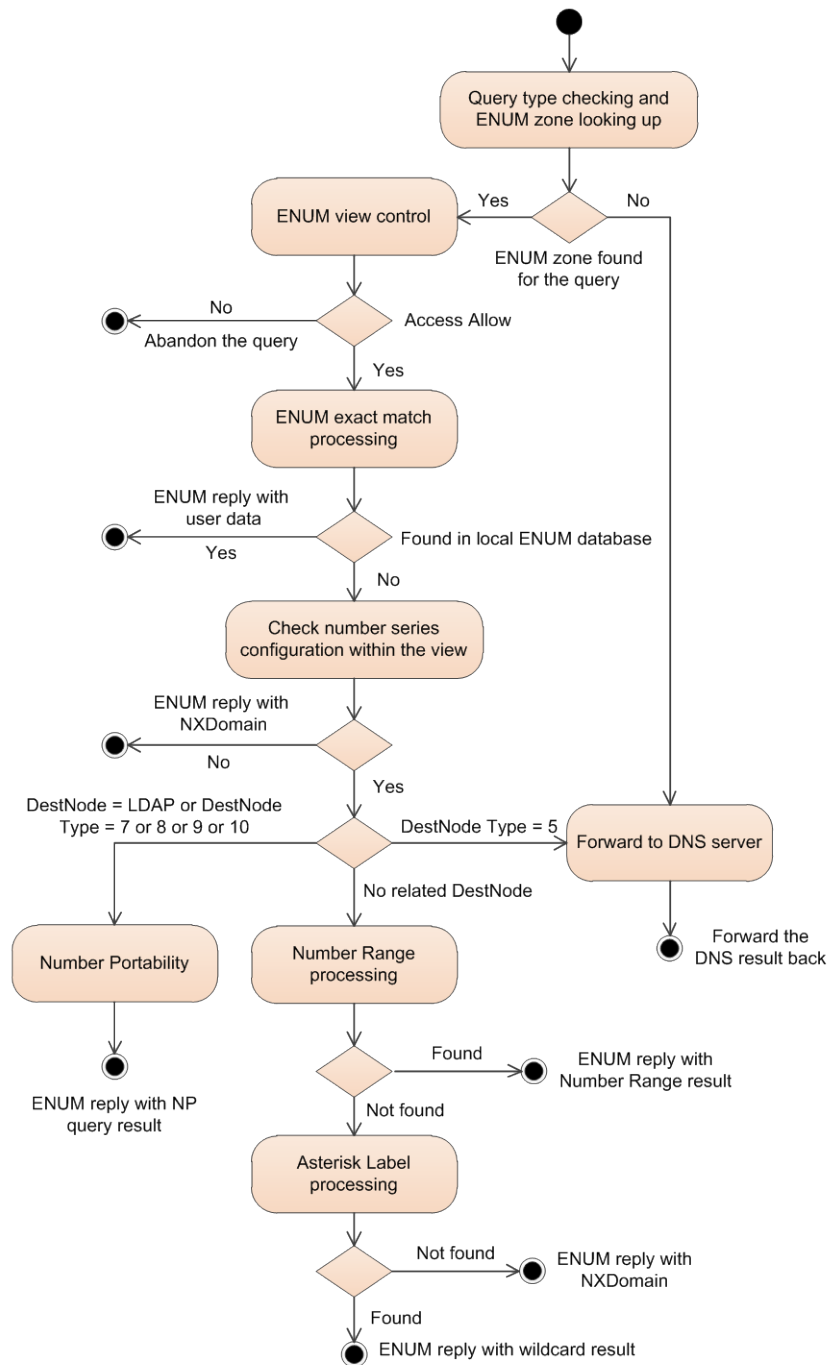 Query type checking and
ENUM zone looking up
Yes
No
ENUM view control
ENUM zone found
for the query
No
Access Allow
Abandon the query
Yes
ENUM exact match
processing
ENUM reply with
user data
Found in local ENUM database
Yes
No
Check number series
configuration within the view
ENUM reply with
NXDomain
No
Yes
DestNode = LDAP or DestNode
Type = 7 or 8 or 9 or 10
DestNode Type = 5
Forward to DNS server
No related DestNode
Number Portability
Number Range
processing
Forward the
DNS result back
Found
ENUM reply with
Number Range result
ENUM reply with NP
query result
Not found
Asterisk Label
processing
Not found
ENUM reply with
NXDomain
Found
ENUM reply with wildcard result